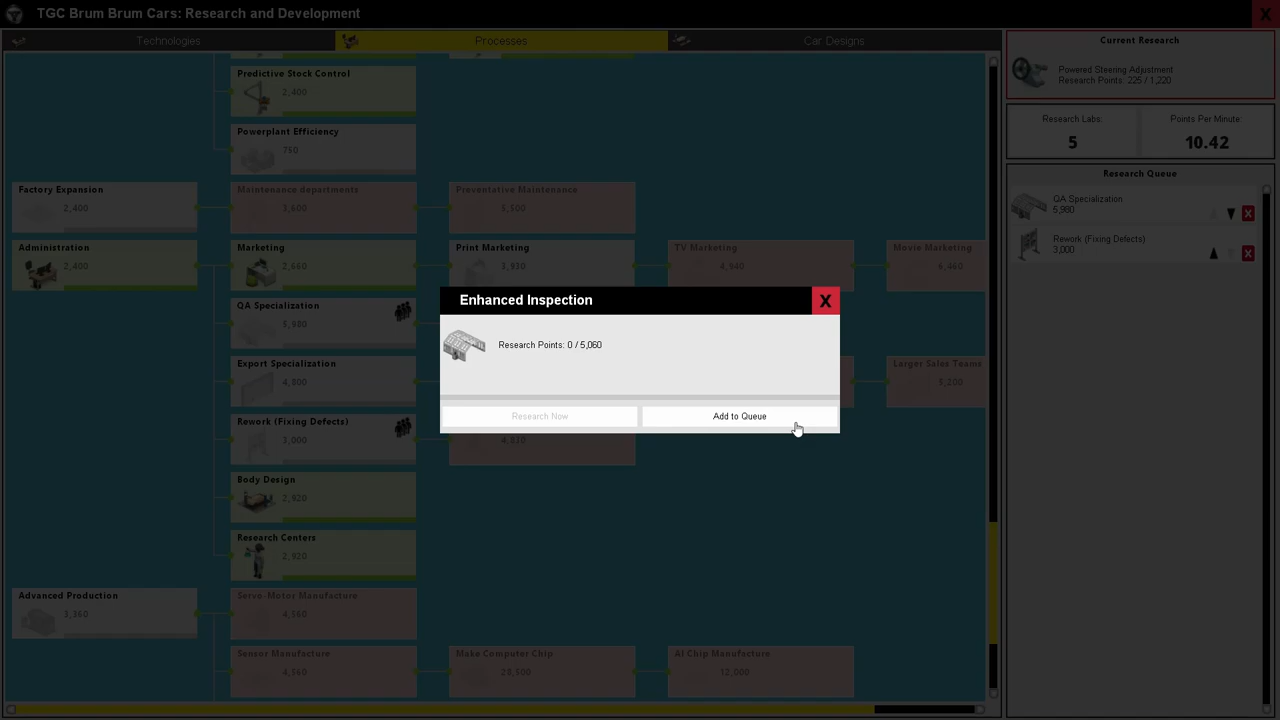 TGC Brum Brum Cars: Research and Development
X
Technologies
Processes
Car Designs
Current Research
Powered Steering Adjustment
Research Points: 225 / 1,220
Research Labs:
5
Points Per Minute:
10.42
Research Queue
QA Specialization
5,980
X
Rework (Fixing Defects)
3,000
X
Predictive Stock Control
2,400
Powerplant Efficiency
790
Factory Expansion
2,400
Maintenance departments
3,600
Preventative Maintenance
5,500
Administration
2,400
Marketing
2,660
Print Marketing
3,930
TV Marketing
4,640
Movie Marketing
6,460
QA Specialization
5,980
Export Specialization
4,800
Larger Sales Teams
9,200
Rework (Fixing Defects)
3,000
4,830
Body Design
2,920
Research Centers
2,920
Advanced Production
3,360
Servo-Motor Manufacture
4,560
Sensor Manufacture
4,560
Make Computer Chip
28,500
AI Chip Manufacture
12,000
Enhanced Inspection
X
Research Points: 0 / 5,060
Research Now
Add to Queue